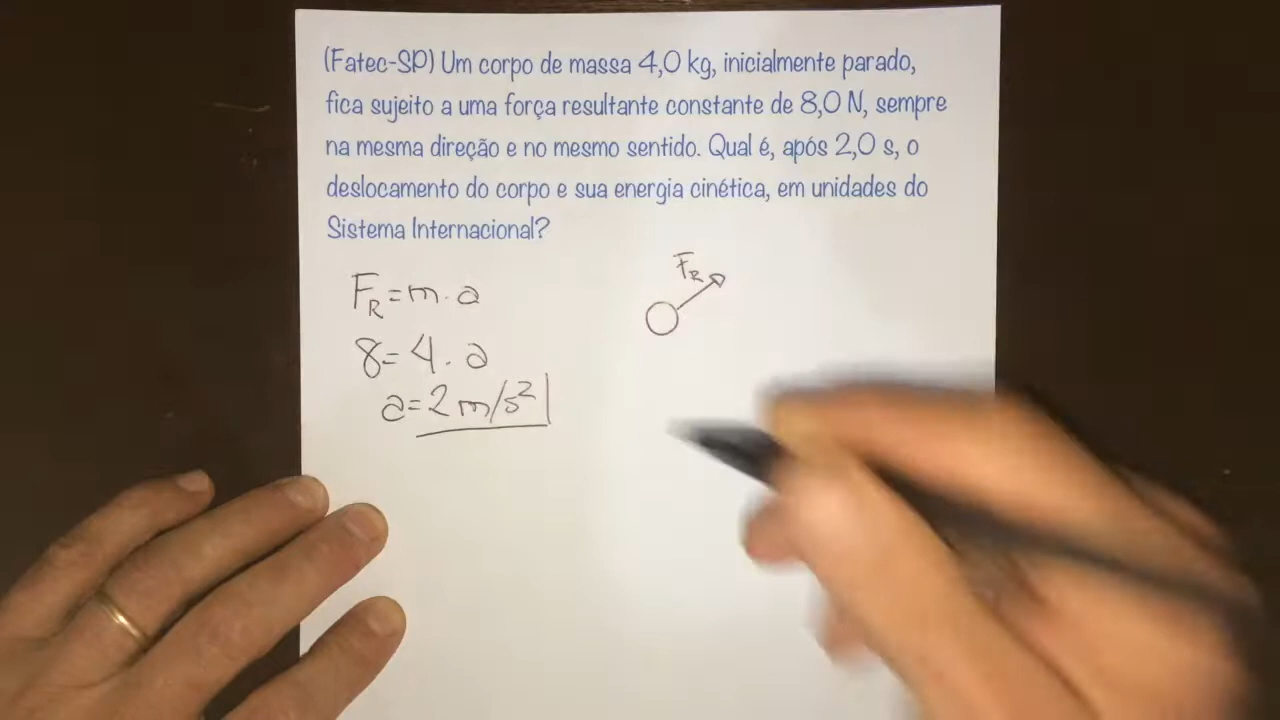 (Fatec-SP) Um corpo de massa 4,0 kg, inicialmente parado,
fica sujeito a uma força resultante constante de 8,0 N, sempre
na mesma direção e no mesmo sentido. Qual é, após 2,0 s, o
deslocamento do corpo e sua energia cinética, em unidades do
Sistema Internacional?
F_R
F_R = m . a
8 = 4 . a
a = 2 m/s²